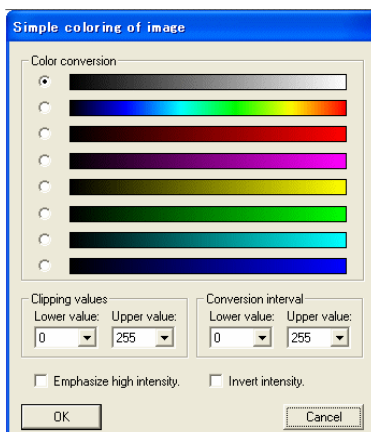 Simple coloring of image
Color conversion
Clipping values
Conversion interval
Lower value: Upper value: Lower value: Upper value:
0 255 0 255
Emphasize high intensity. Invert intensity.
OK Cancel